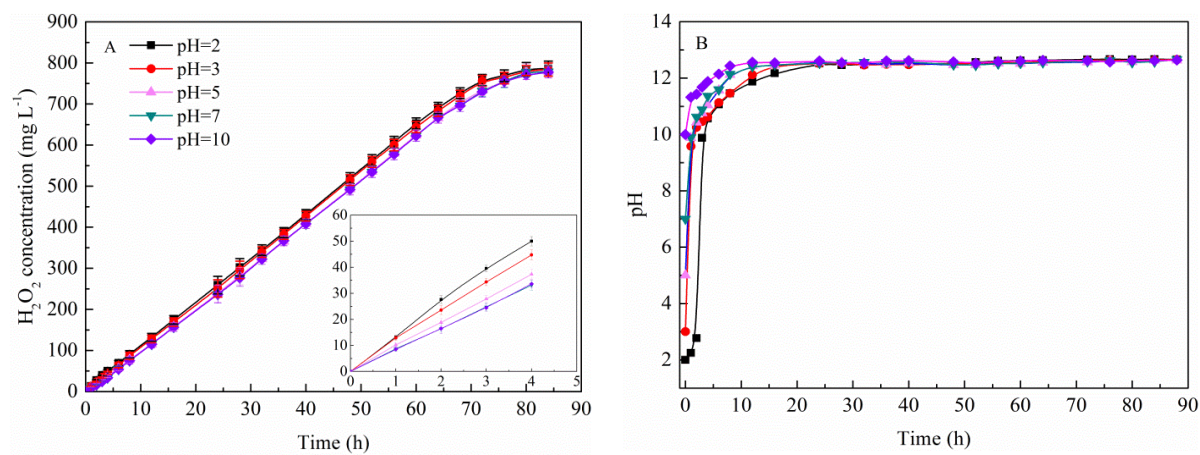 A
pH=2
pH=3
pH=5
pH=7
pH=10
H₂O₂ concentration (mg L⁻¹)
900
800
700
600
500
400
300
200
100
0
60
50
40
30
20
10
0
0 1 2 3 4 5
0 10 20 30 40 50 60 70 80 90
Time (h)
B
pH
14
12
10
8
6
4
2
0 10 20 30 40 50 60 70 80 90
Time (h)